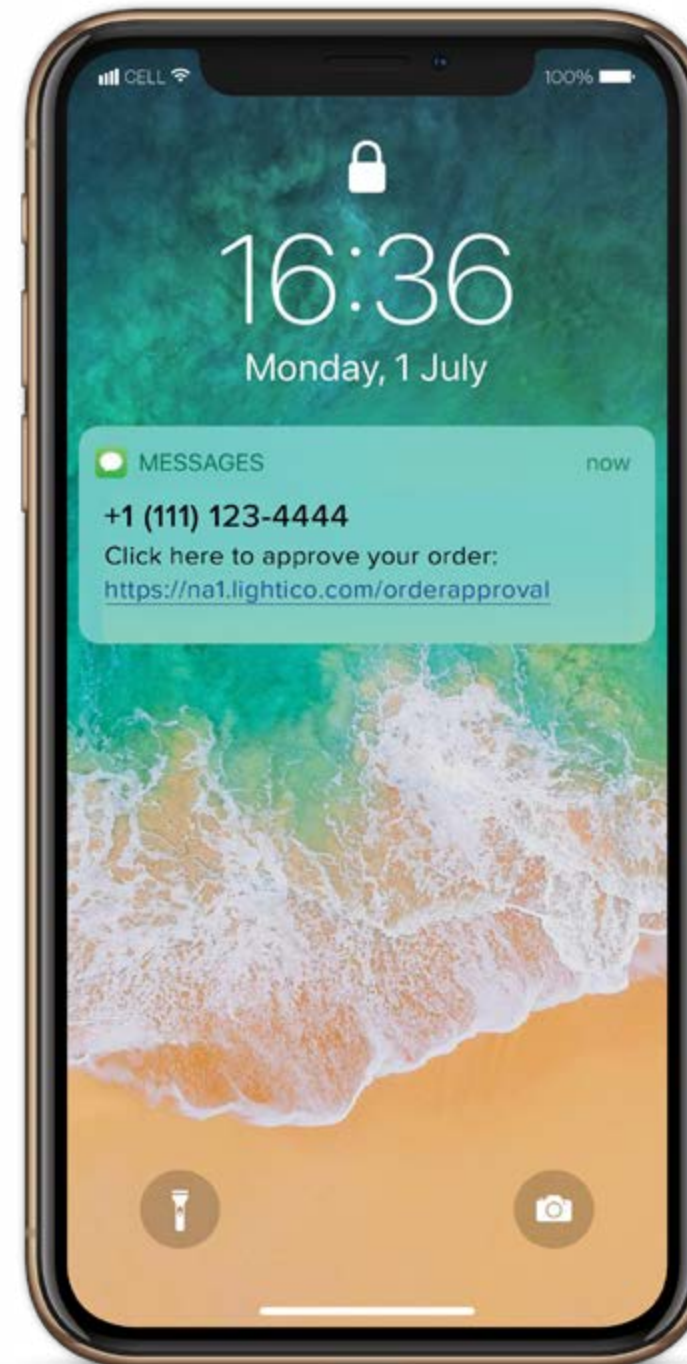 CELL
100%
16:36
Monday, 1 July
MESSAGES
now
+1 (111) 123-4444
Click here to approve your order:
https://na1.lightico.com/orderapproval